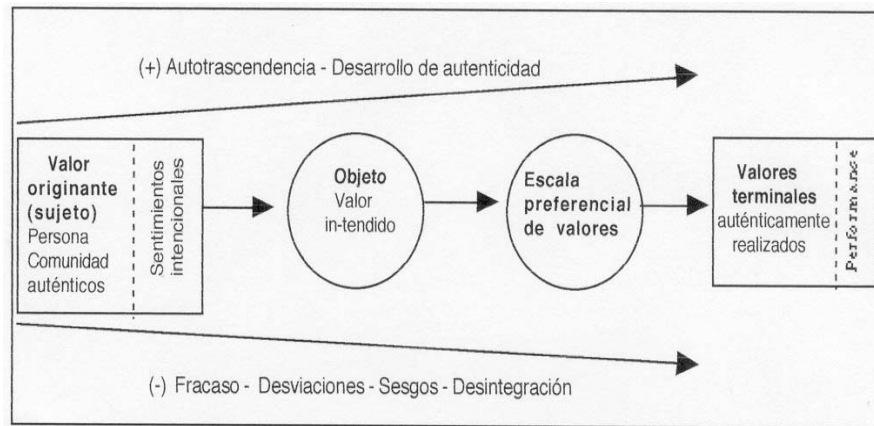 (+) Autotrascendencia - Desarrollo de autenticidad
Valor
originante
(sujeto)
Persona
Comunidad
auténticos
Sentimientos
intencionales
Objeto
Valor
in-tendido
Escala
preferencial
de valores
Valores
terminales
auténticamente
realizados
Performance
(-) Fracaso - Desviaciones - Sesgos - Desintegración